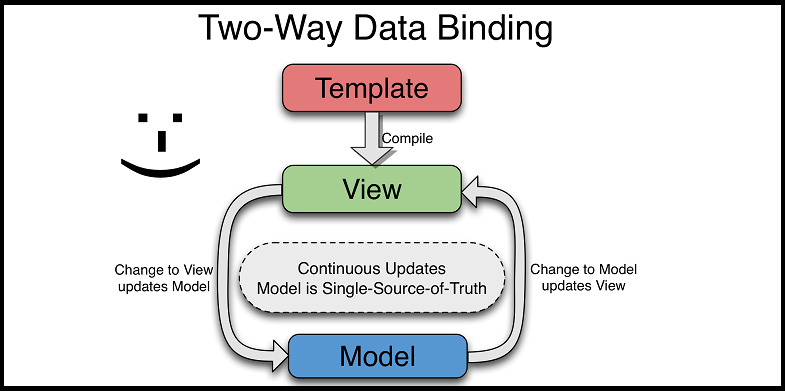 Two-Way Data Binding
Template
Compile
View
Change to View
updates Model
Continuous Updates
Model is Single-Source-of-Truth
Change to Model
updates View
Model